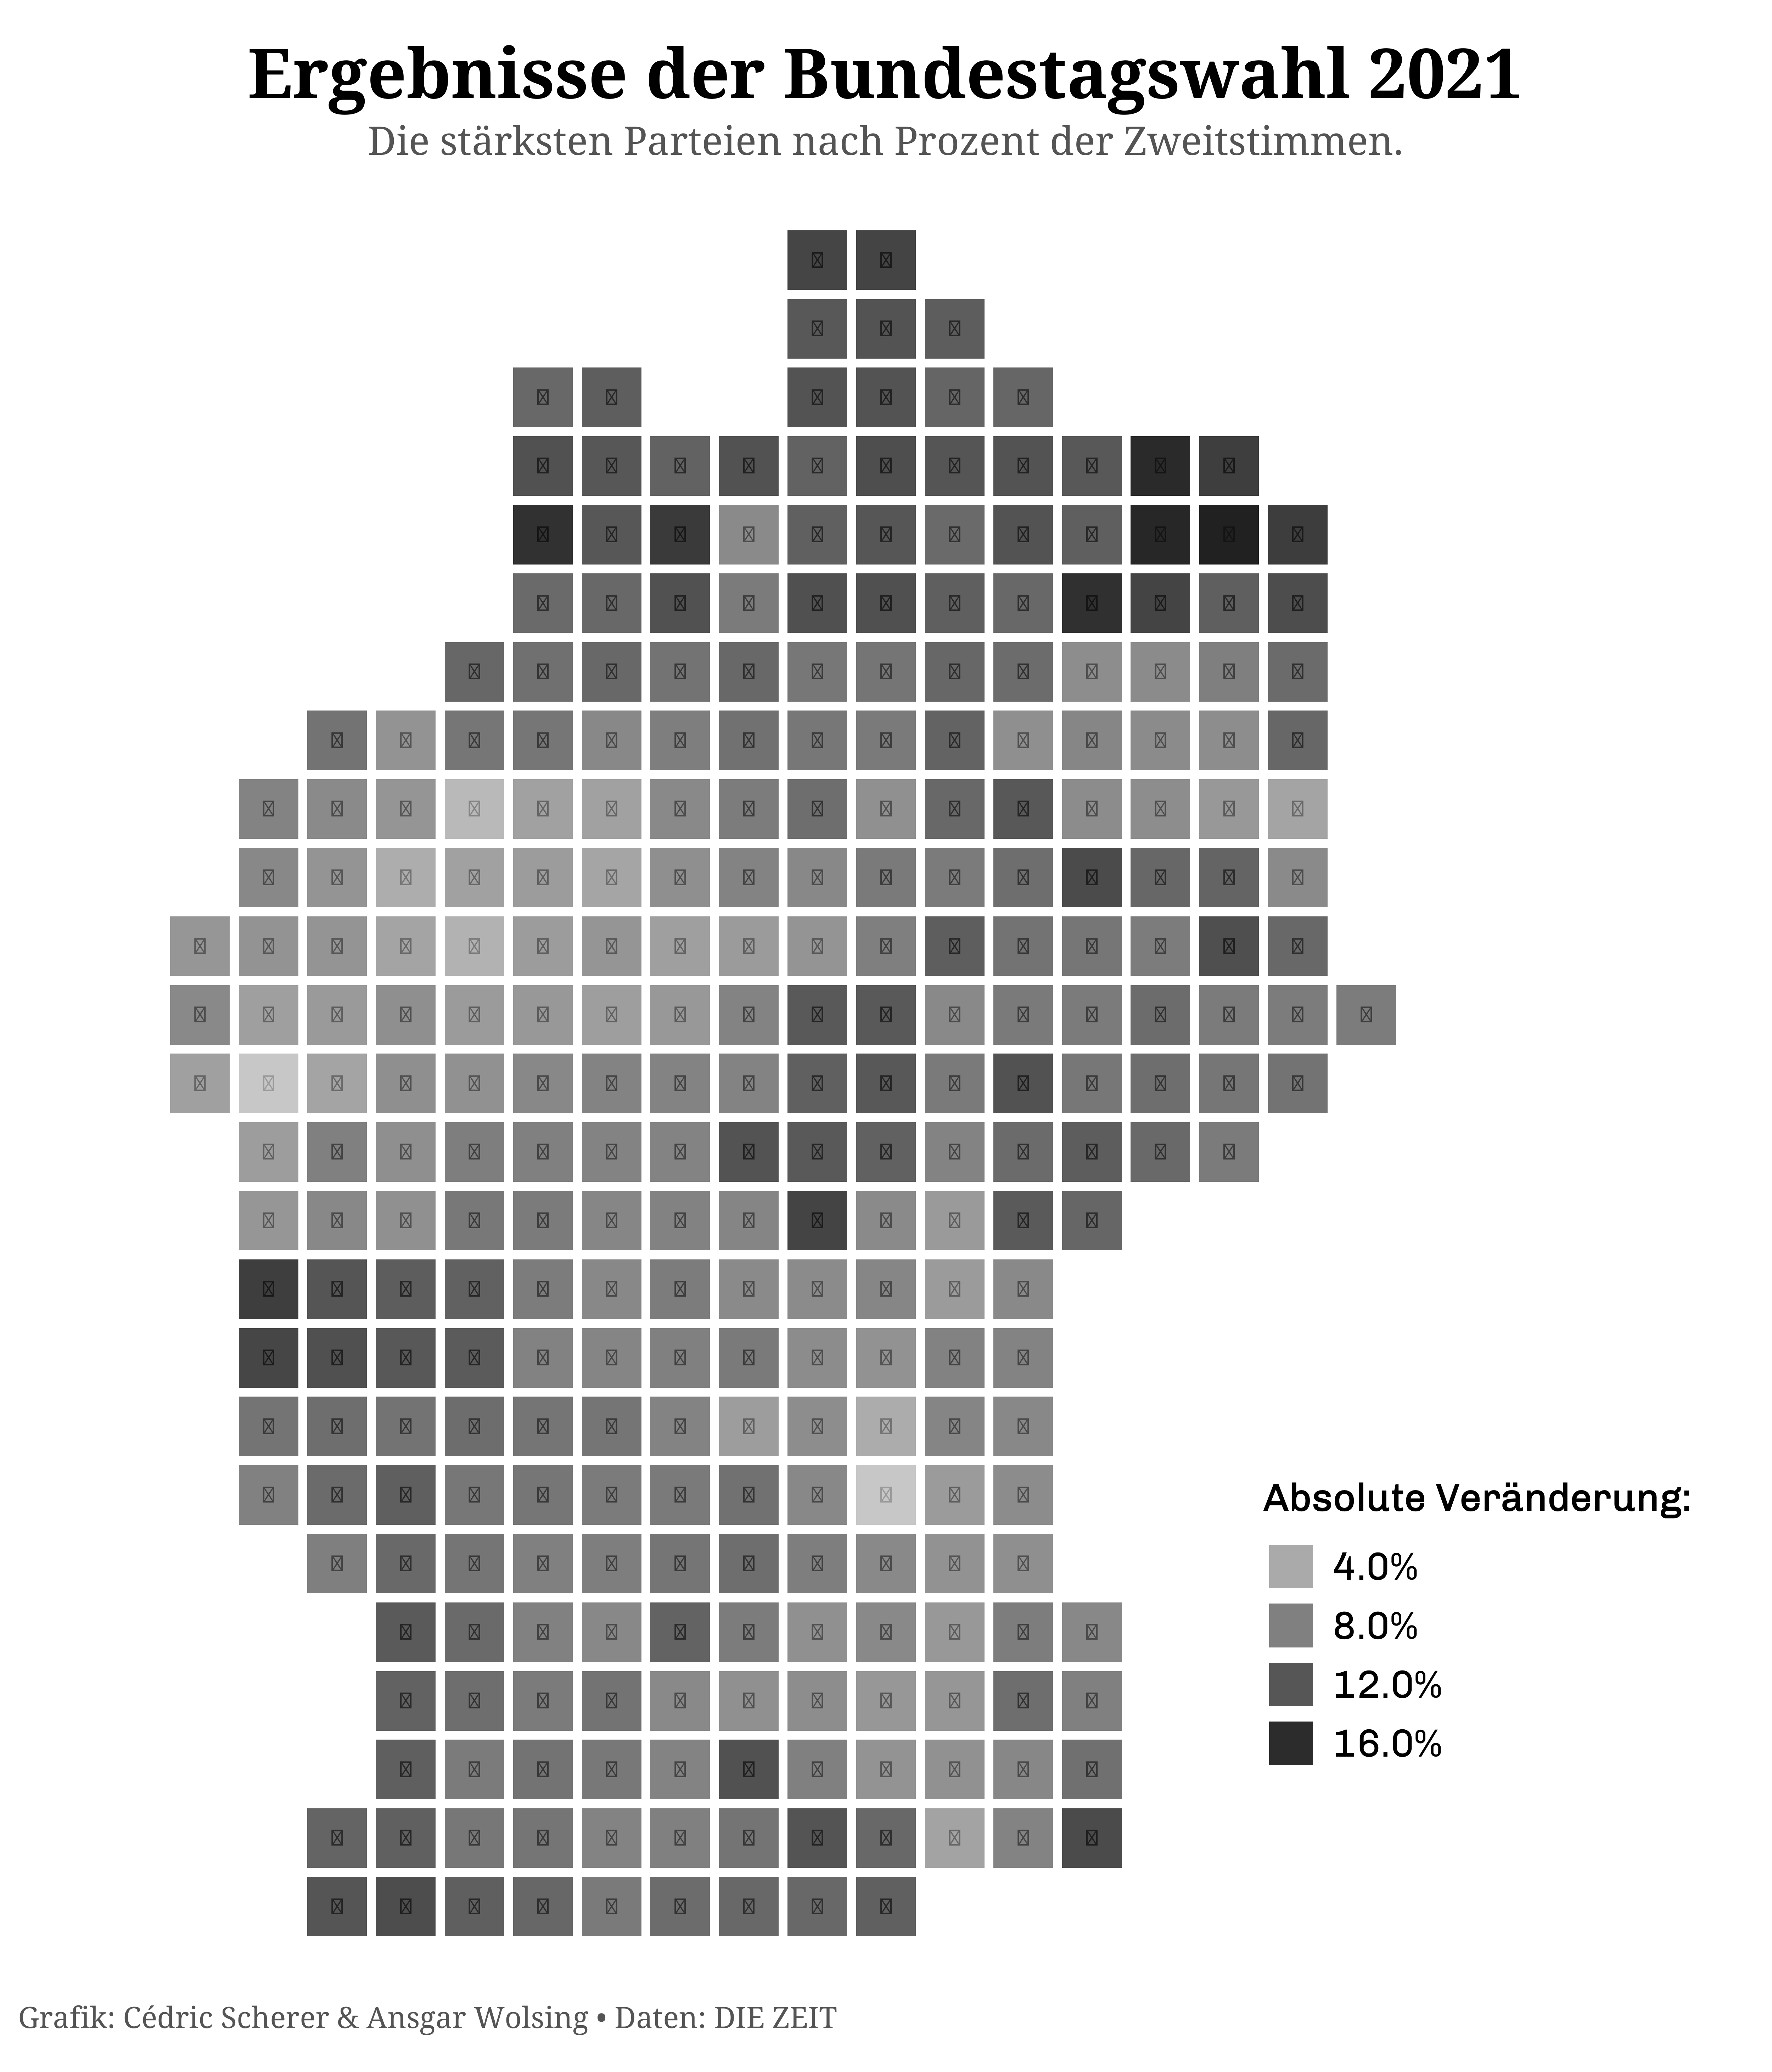 Ergebnisse der Bundestagswahl 2021
Die stärksten Parteien nach Prozent der Zweitstimmen.
Absolute Veränderung:
4.0%
8.0%
12.0%
16.0%
Grafik: Cédric Scherer & Ansgar Wolsing • Daten: DIE ZEIT